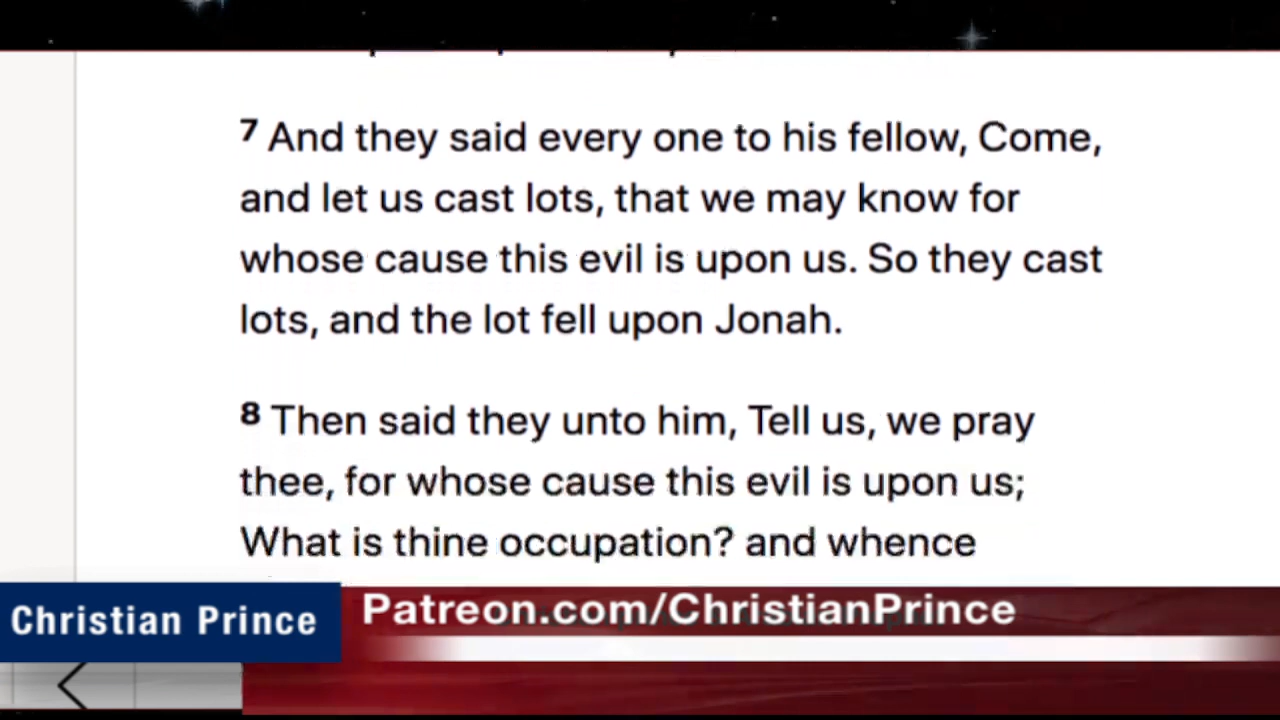 7 And they said every one to his fellow, Come,
and let us cast lots, that we may know for
whose cause this evil is upon us. So they cast
lots, and the lot fell upon Jonah.
8 Then said they unto him, Tell us, we pray
thee, for whose cause this evil is upon us;
What is thine occupation? and whence
Christian Prince
Patreon.com/ChristianPrince